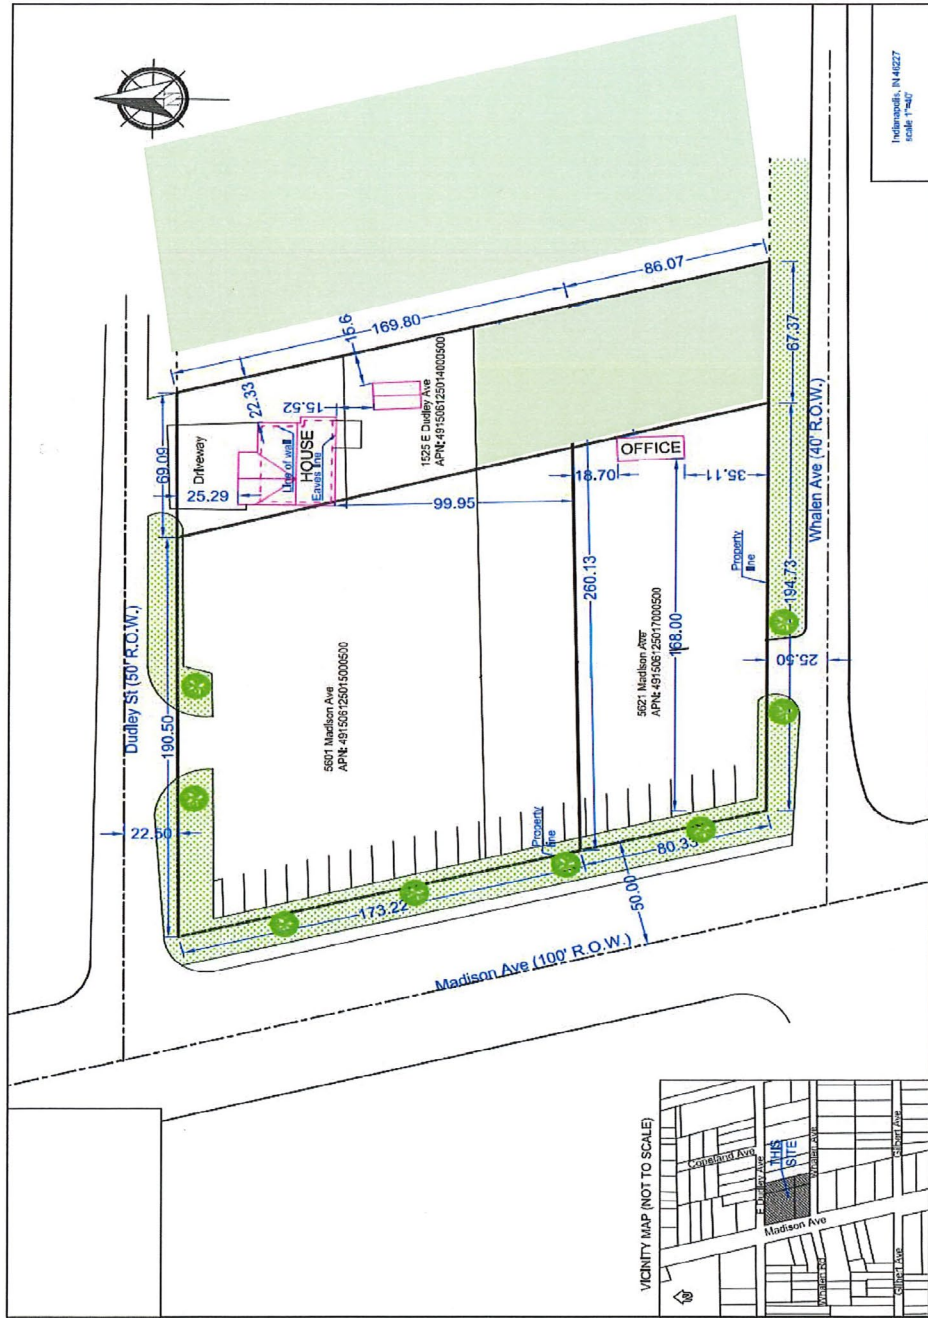 N
Indianapolis, IN 46227
scale 1"=40'
86.07
169.80
15.6
22.33
15.52
69.09
Driveway
25.29
Line of wall
HOUSE
Eaves line
1525 E Dudley Ave
APN: 491506125014000500
67.37
Whalen Ave (40' R.O.W.)
OFFICE
18.70
35.11
99.95
260.13
Property
line
194.73
168.00
25.50
Dudley St (50' R.O.W.)
190.50
22.50
5601 Madison Ave
APN: 491506125015000500
5621 Madison Ave
APN: 491506125017000500
Property
line
80.33
173.22
50.00
Madison Ave (100' R.O.W.)
VICINITY MAP (NOT TO SCALE)
N
Copeland Ave
E Dudley Ave
THIS
SITE
Whalen Ave
Gilbert Ave
Madison Ave
Whalen Rd
Gilbert Ave